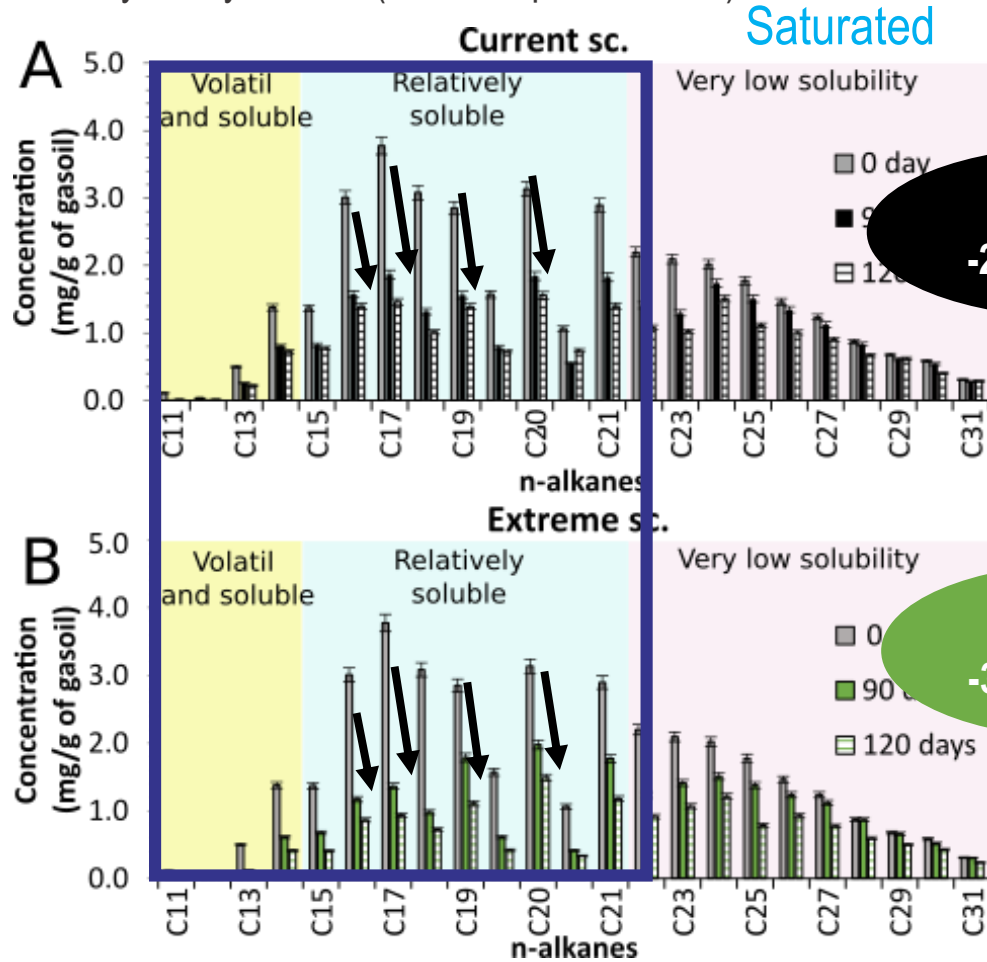 Saturated
Current sc.
A
5.0
4.0
3.0
2.0
1.0
0.0
Concentration
(mg/g of gasoil)
Volatil
and soluble
Relatively
soluble
Very low solubility
0 day
C11
C13
C15
C17
C19
C20
C21
C23
C25
C27
C29
C31
n-alkanes
Extreme sc.
B
5.0
4.0
3.0
2.0
1.0
0.0
Concentration
(mg/g of gasoil)
Volatil
and soluble
Relatively
soluble
Very low solubility
0
90
120 days
C11
C13
C15
C17
C19
C20
C21
C23
C25
C27
C29
C31
n-alkanes